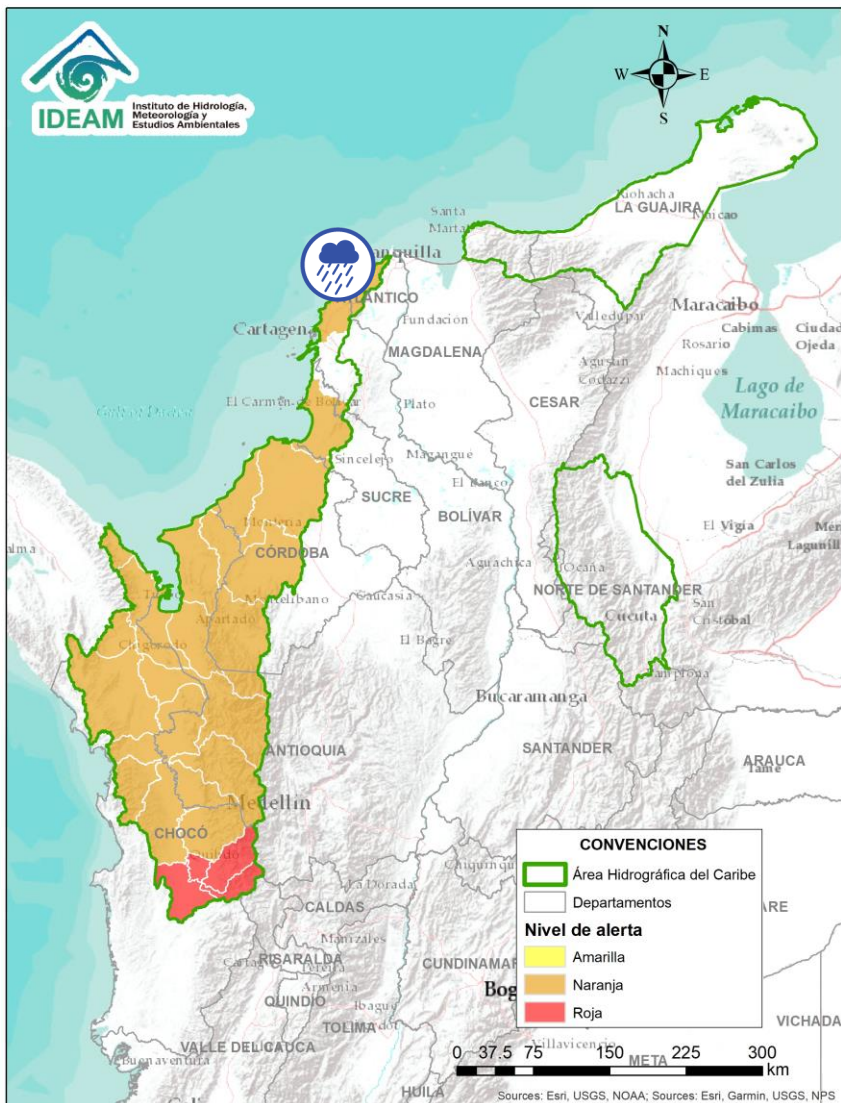 IDEAM
Instituto de Hidrología,
Meteorología y
Estudios Ambientales
N
W
E
S
Riohacha
LA GUAJIRA
Maicao
Santa
Marta
Cartagena
Fundación
MAGDALENA
Valledupar
Maracaibo
Cabimas
Ciudad
Ojeda
Rosario
Machiques
Agustín
Codazzi
CESAR
Lago de
Maracaibo
El Carmen de Bolívar
Plato
Sincelejo
Magangué
SUCRE
El Banco
BOLÍVAR
San Carlos
del Zulia
El Vigía
Montería
CÓRDOBA
Aguachica
Ocaña
NORTE DE SANTANDER
Cúcuta
San
Cristóbal
Caucasia
Apartadó
Chigorodó
El Bagre
Bucaramanga
SANTANDER
ARAUCA
Tame
ANTIOQUIA
Medellín
CHOCÓ
Quibdó
La Dorada
CALDAS
Manizales
RISARALDA
Pereira
Armenia
QUINDÍO
Ibagué
TOLIMA
VALLE DEL CAUCA
Buenaventura
HUILA
Villavicencio
META
VICHADA
CONVENCIONES
Área Hidrográfica del Caribe
Departamentos
Nivel de alerta
Amarilla
Naranja
Roja
0 37.5 75 150 225 300
km
Sources: Esri, USGS, NOAA; Sources: Esri, Garmin, USGS, NPS